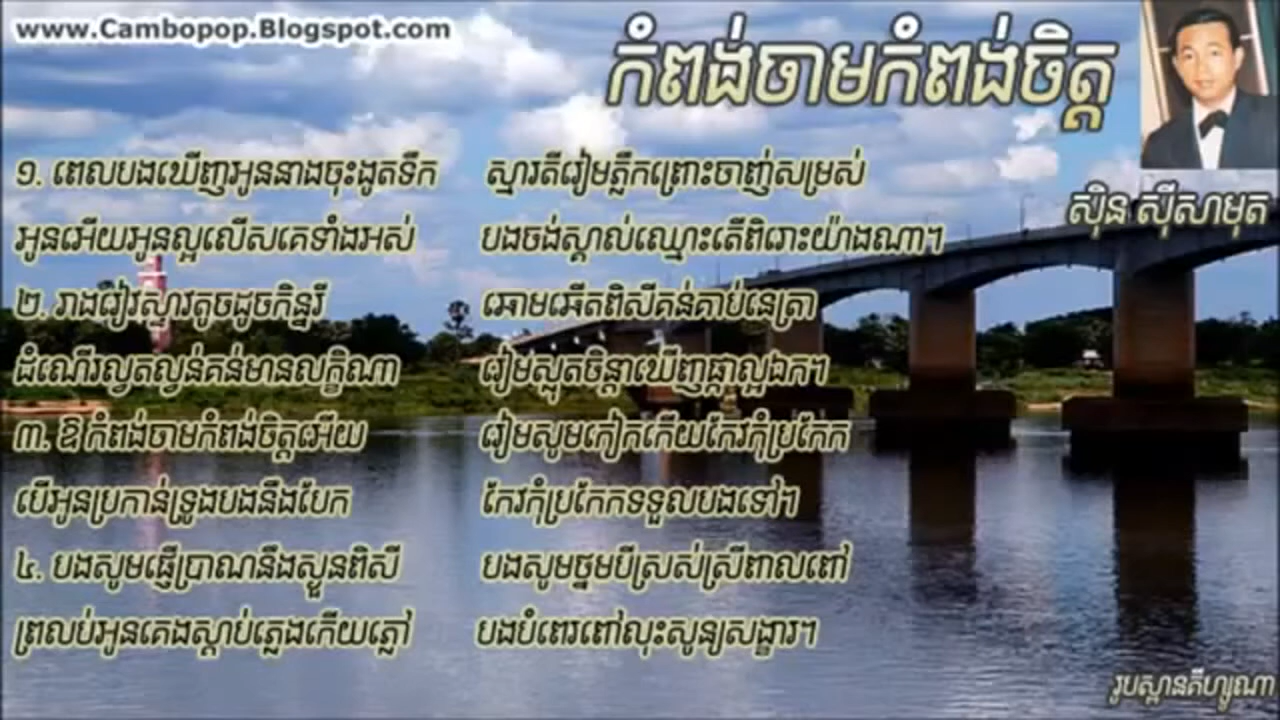 www.Cambopop.Blogspot.com
កំពង់ចាមកំពង់ចិត្ត
ស៊ិន ស៊ីសាមុត
១. ពេលបងឃើញអូននាងចុះងូតទឹក ស្មារតីរៀមភ្លឹកព្រោះចាញ់សម្រស់
អូនអើយអូនល្អលើសគេទាំងអស់ បងចង់ស្គាល់ឈ្មោះតើពិរោះយ៉ាងណា។
២. រាងរៀវស្ទាវតូចដូចកិន្នរី ឆោមឆើតពិសីគន់គាប់នេត្រា
ដំណើរល្វតល្វន់គន់មានលក្ខិណា រៀមស្អុតចិន្តាឃើញផ្កាល្អឯក។
៣. ឱ កំពង់ចាមកំពង់ចិត្តអើយ រៀមសូមកៀកកើយកែវកុំប្រកែក
បើអូនប្រកាន់ទ្រូងបងនឹងបែក កែវកុំប្រកែកទទួលបងទៅ។
៤. បងសូមផ្ញើប្រាណនឹងស្ងួនពិសី បងសូមថ្នមបីស្រស់ស្រីពាលពៅ
ព្រលប់អូនគេងស្តាប់ភ្លេងកើយភ្លៅ បងបំពេរពៅលុះសូន្យសង្ខារ។
រូបស្ពានគីហ្ស៊ូណា